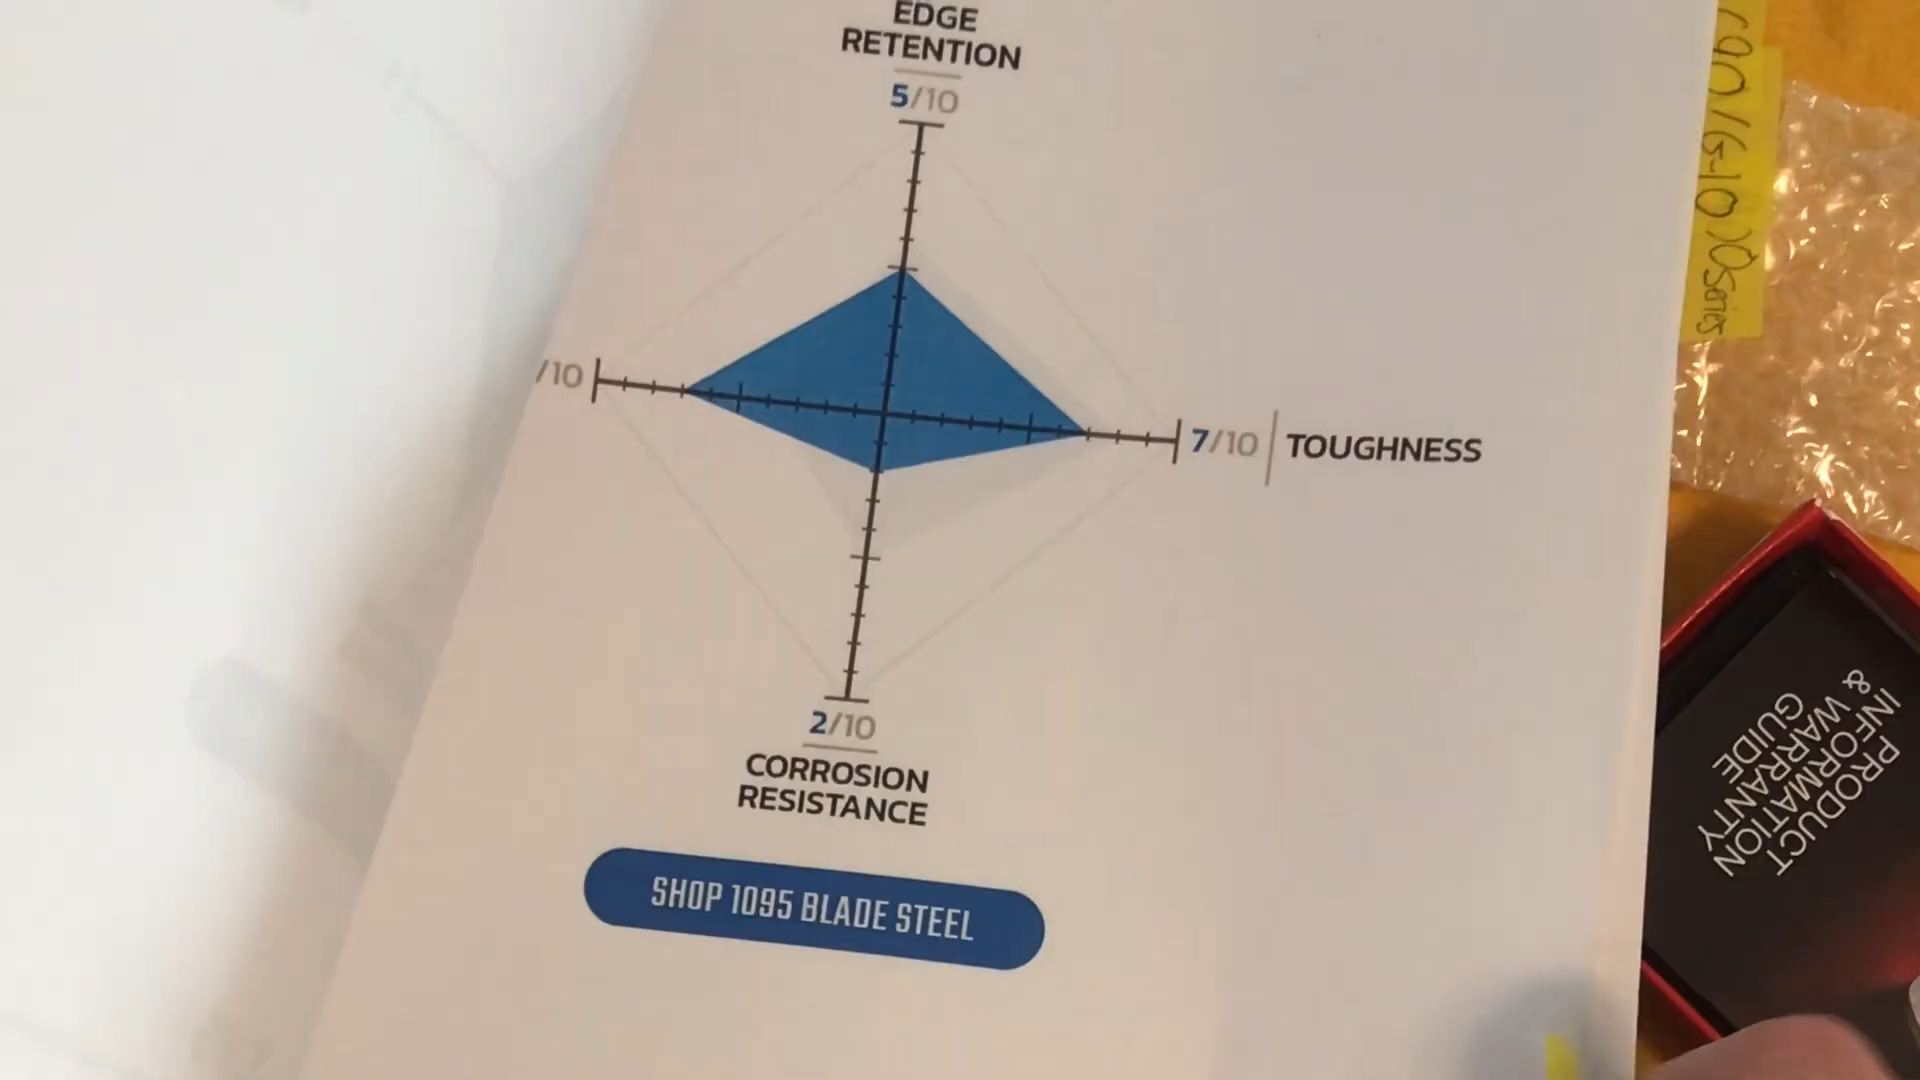 EDGE
RETENTION
5/10
/10
7/10
TOUGHNESS
2/10
CORROSION
RESISTANCE
SHOP 1095 BLADE STEEL
PRODUCT
INFORMATION
& WARRANTY
GUIDE